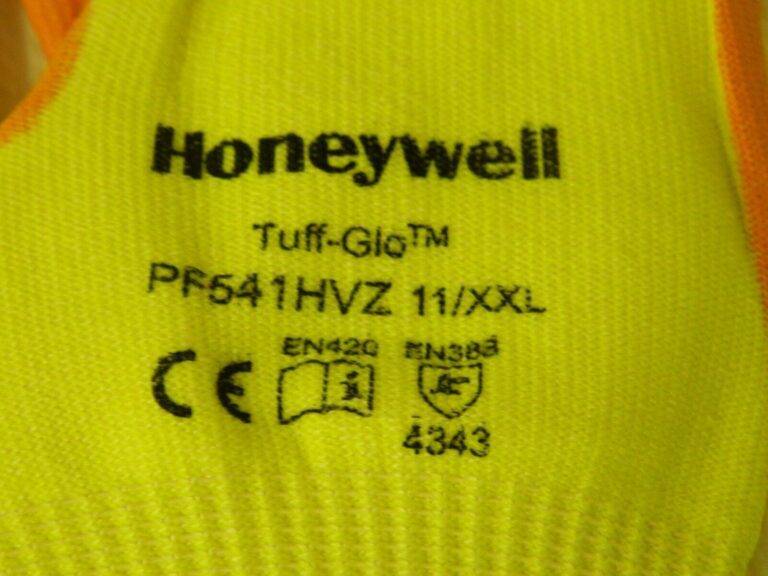 Honeywell
Tuff-Glo™
PF541HVZ 11/XXL
CE EN420 EN388
4343